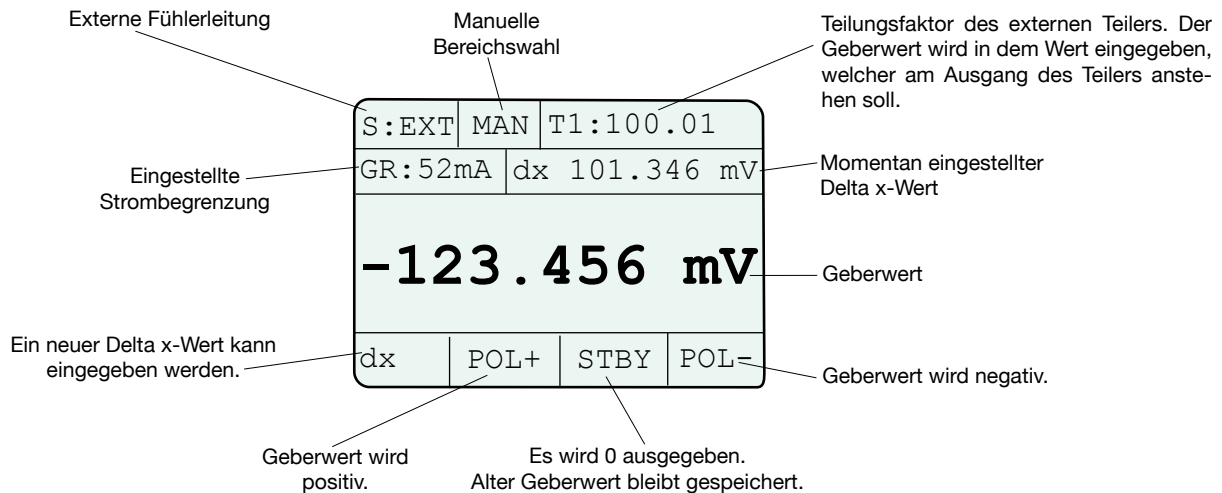 Externe Fühlerleitung
Manuelle
Bereichswahl
Teilungsfaktor des externen Teilers. Der
Geberwert wird in dem Wert eingegeben,
welcher am Ausgang des Teilers anste-
hen soll.
S:EXT MAN T1:100.01
GR:52mA dx 101.346 mV
Eingestellte
Strombegrenzung
Momentan eingestellter
Delta x-Wert
-123.456 mV
Geberwert
Ein neuer Delta x-Wert kann
eingegeben werden.
dx POL+ STBY POL-
Geberwert wird negativ.
Geberwert wird
positiv.
Es wird 0 ausgegeben.
Alter Geberwert bleibt gespeichert.